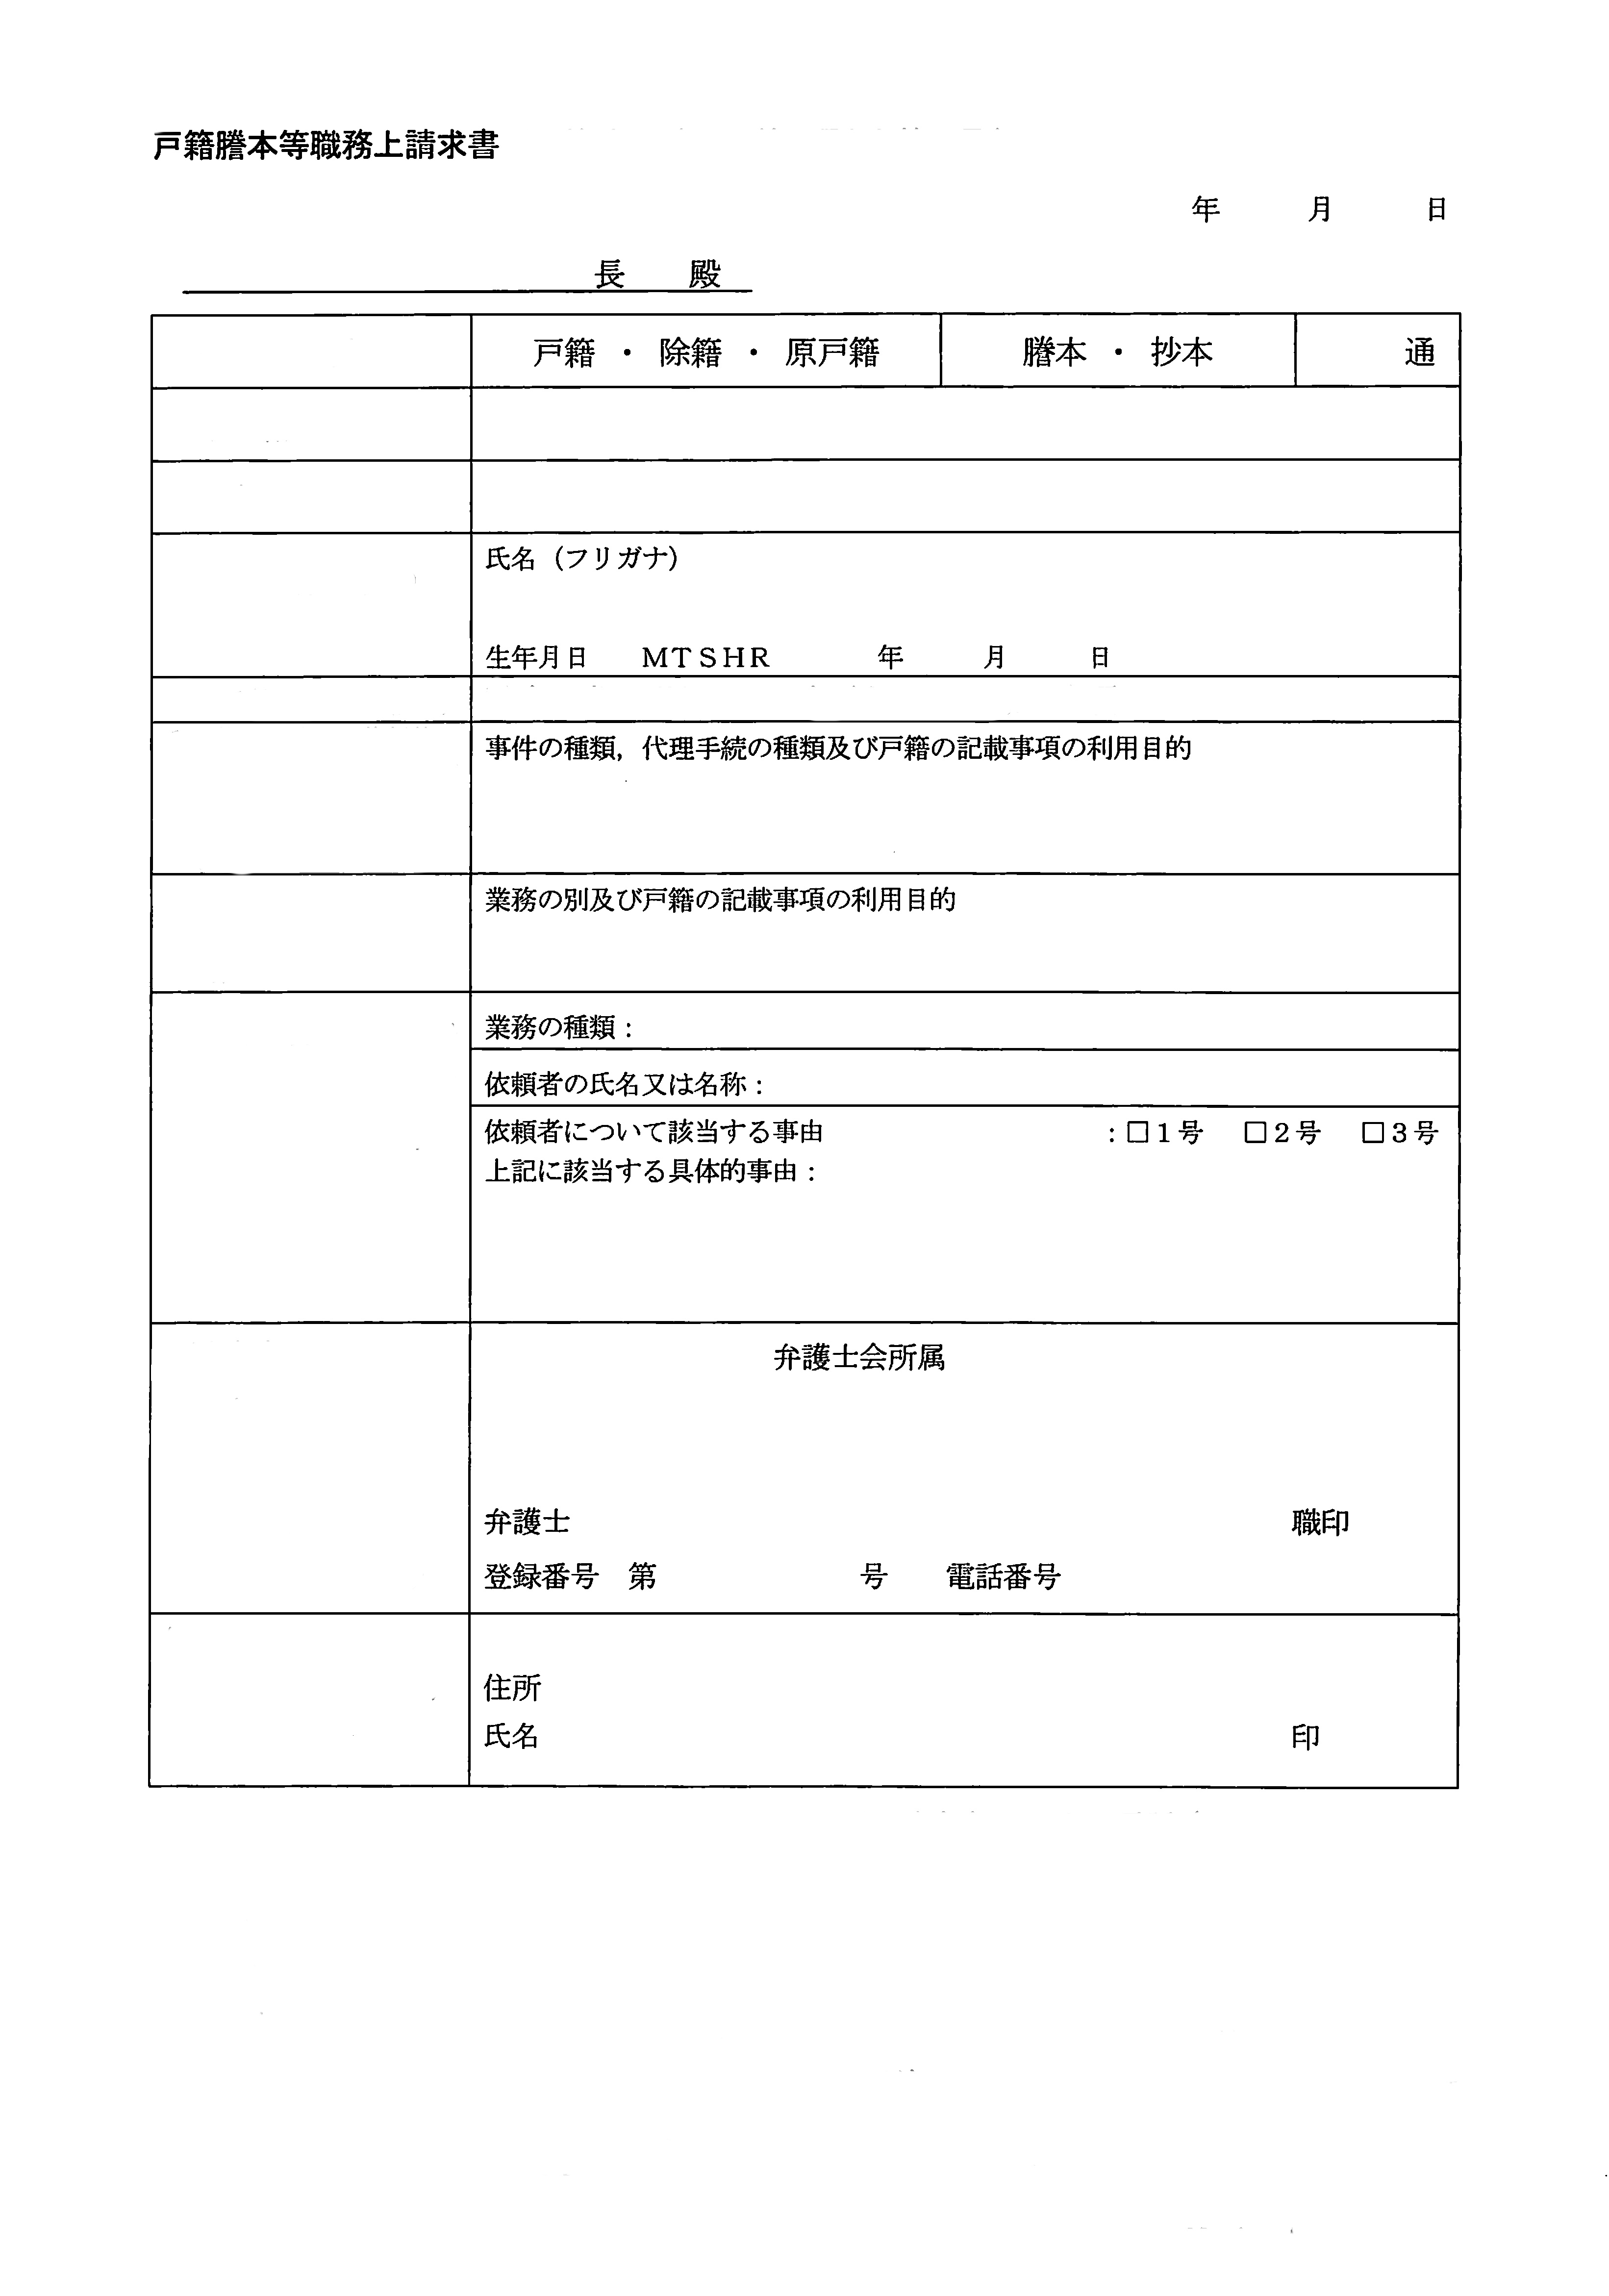 戸籍謄本等職務上請求書
年　月　日
長　殿
戸籍 ・ 除籍 ・ 原戸籍　謄本 ・ 抄本　通
氏名（フリガナ）
生年月日　MTSHR　年　月　日
事件の種類，代理手続の種類及び戸籍の記載事項の利用目的
業務の別及び戸籍の記載事項の利用目的
業務の種類：
依頼者の氏名又は名称：
依頼者について該当する事由　：□1号　□2号　□3号
上記に該当する具体的事由：
弁護士会所属
弁護士　職印
登録番号　第　号　電話番号
住所
氏名　印